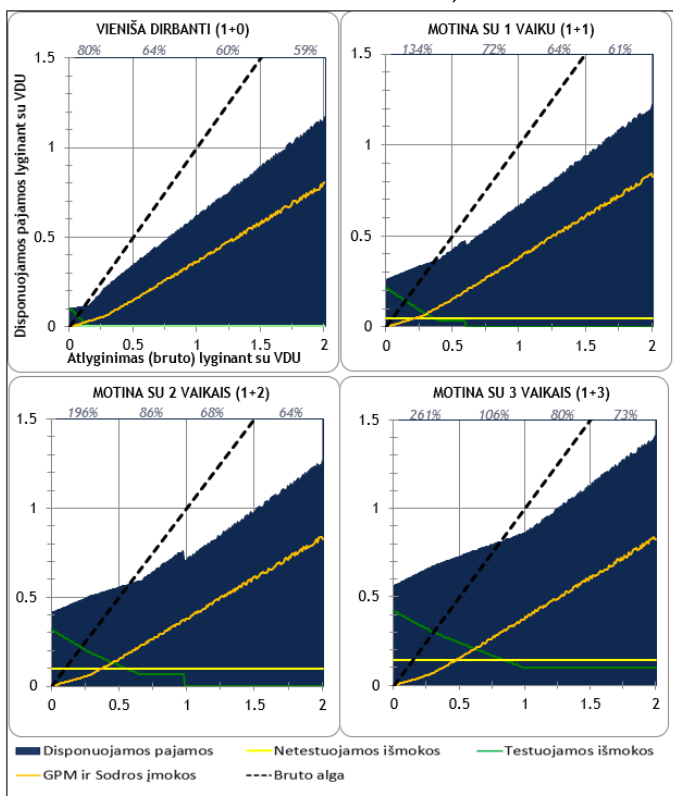 VIENIŠA DIRBANTI (1+0)
80% 64% 60% 59%
1.5
1
0.5
0
0 0.5 1 1.5 2
Disponuojamos pajamos lyginant su VDU
Atlyginimas (bruto) lyginant su VDU
MOTINA SU 1 VAIKU (1+1)
134% 72% 64% 61%
1.5
1
0.5
0
0 0.5 1 1.5 2
MOTINA SU 2 VAIKAIS (1+2)
196% 86% 68% 64%
1.5
1
0.5
0
0 0.5 1 1.5 2
MOTINA SU 3 VAIKAIS (1+3)
261% 106% 80% 73%
1.5
1
0.5
0
0 0.5 1 1.5 2
Disponuojamos pajamos Netestuojamos išmokos Testuojamos išmokos
GPM ir Sodros įmokos Bruto alga